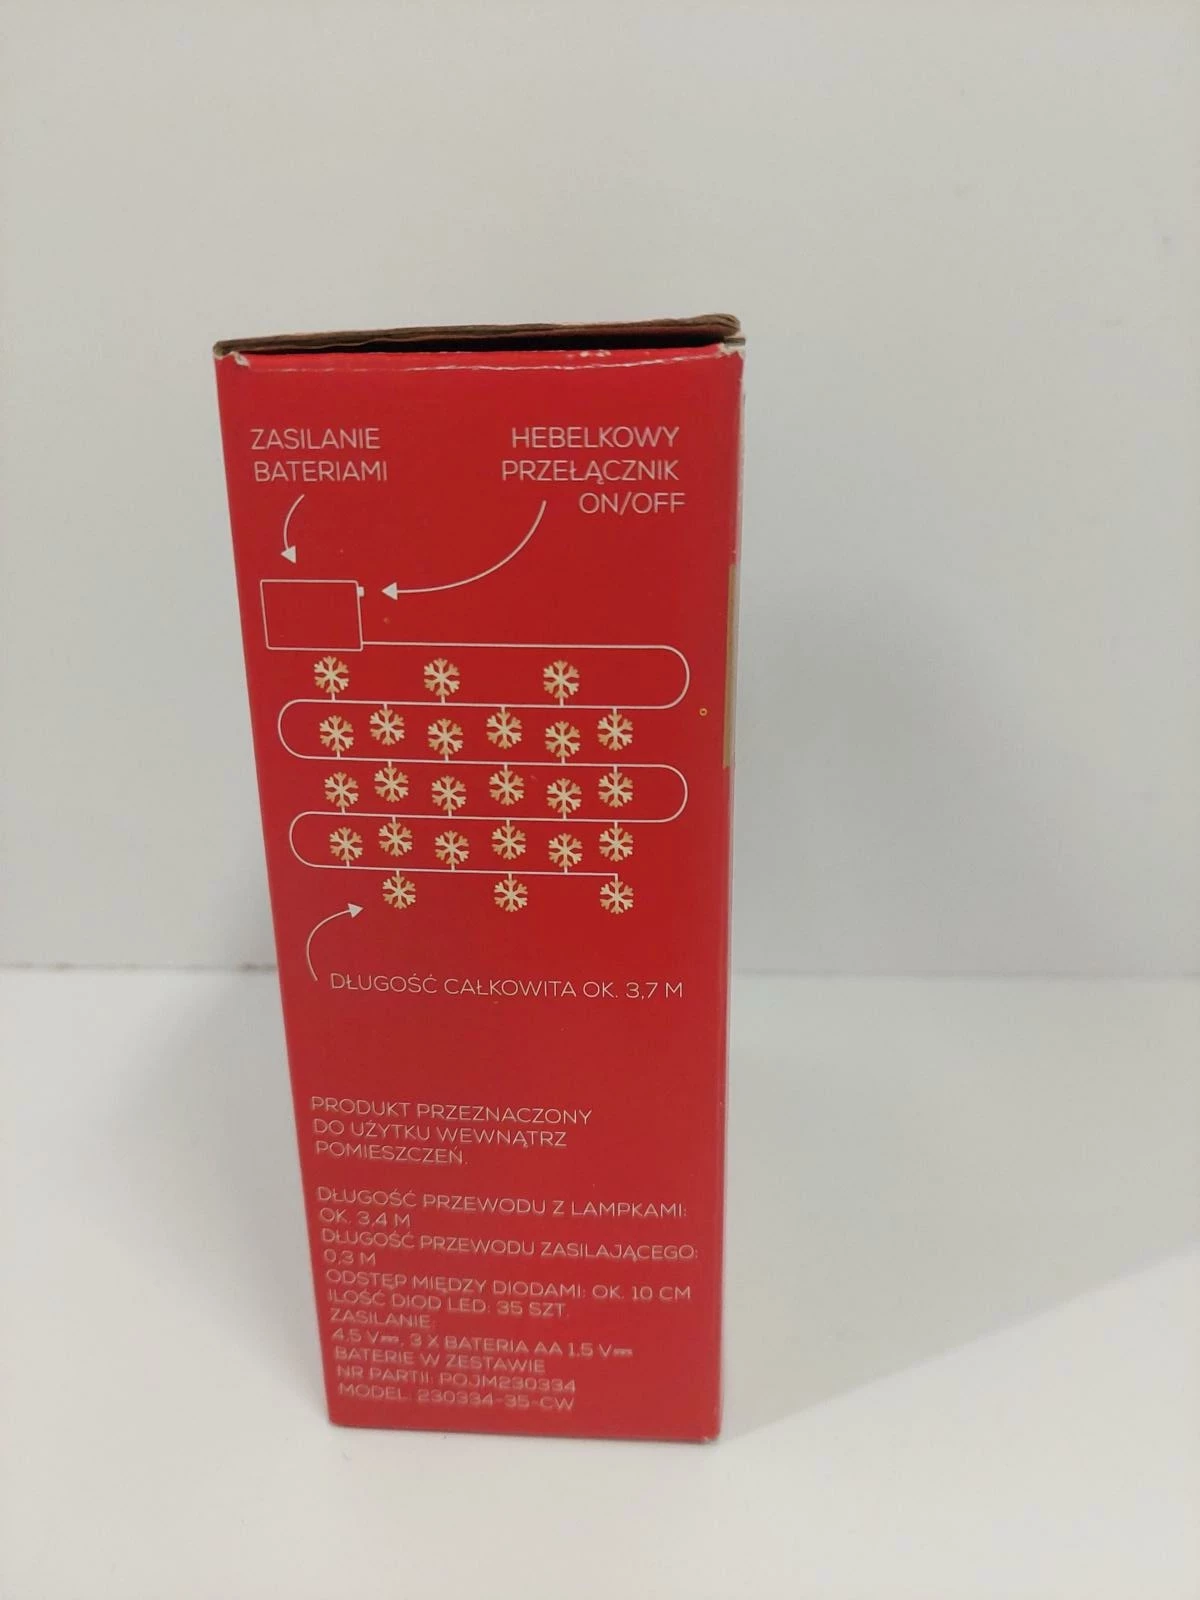 ZASILANIE
BATERIAMI
HEBELKOWY
PRZEŁĄCZNIK
ON/OFF
DŁUGOŚĆ CAŁKOWITA OK. 3,7 M
PRODUKT PRZEZNACZONY
DO UŻYTKU WEWNĄTRZ
POMIESZCZEŃ.
DŁUGOŚĆ PRZEWODU Z LAMPKAMI:
OK. 3,4 M
DŁUGOŚĆ PRZEWODU ZASILAJĄCEGO:
0,3 M
ODSTĘP MIĘDZY DIODAMI: OK. 10 CM
ILOŚĆ DIOD LED: 35 SZT.
ZASILANIE:
4,5 V⎓, 3 X BATERIA AA 1,5 V⎓
BATERIE W ZESTAWIE
NR PARTII: POJM230334
MODEL: 230334-35-CW